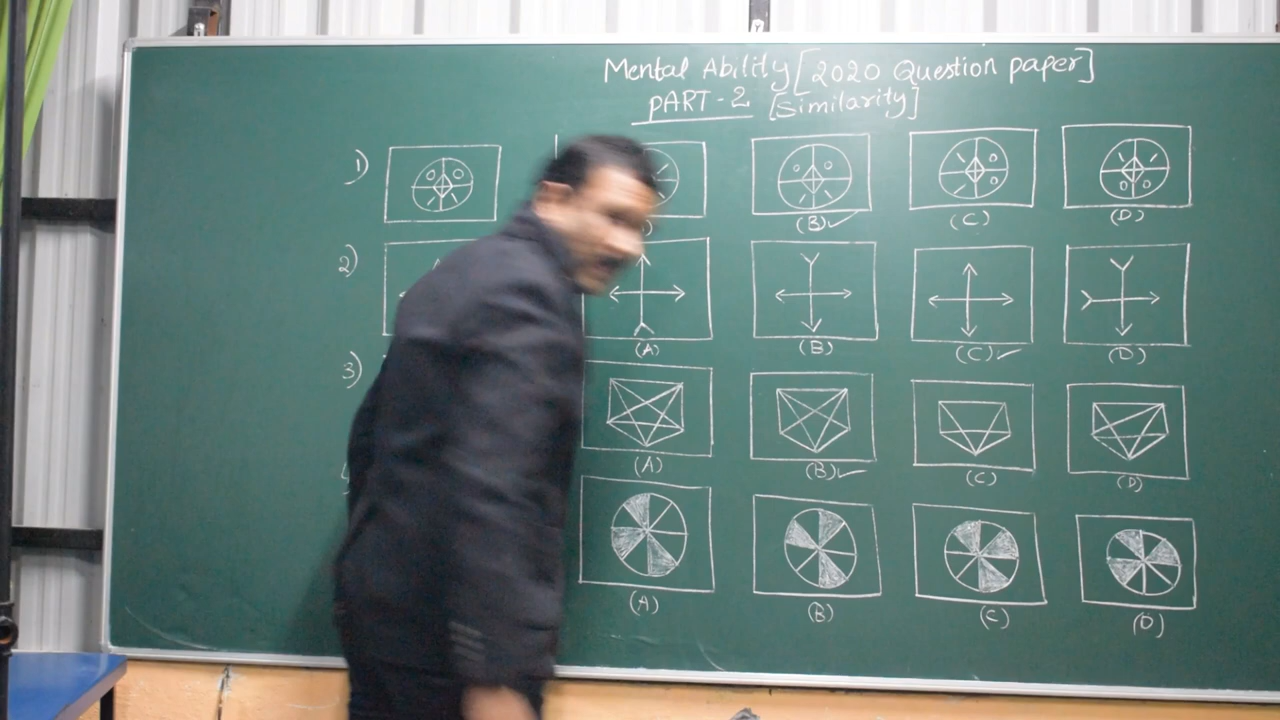 Mental Ability [2020 Question paper]
PART-2 [Similarity]
1)
(B)✓ (C) (D)
2)
(A) (B) (C)✓ (D)
3)
(A) (B)✓ (C) (D)
(A) (B) (C) (D)